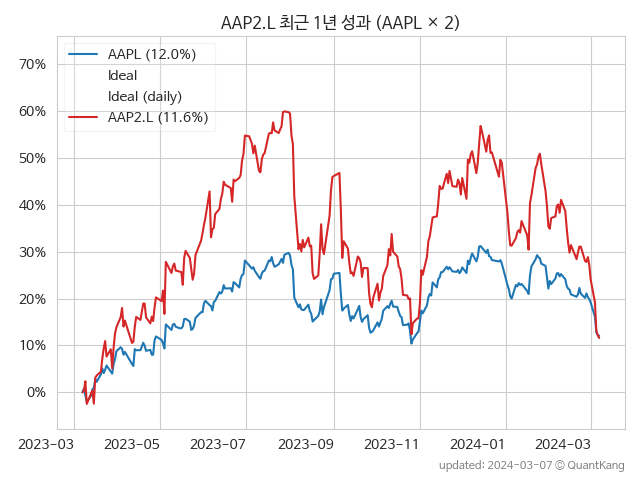 AAP2.L 최근 1년 성과 (AAPL × 2)
AAPL (12.0%)
Ideal
Ideal (daily)
AAP2.L (11.6%)
70%
60%
50%
40%
30%
20%
10%
0%
2023-03 2023-05 2023-07 2023-09 2023-11 2024-01 2024-03
updated: 2024-03-07 © QuantKang